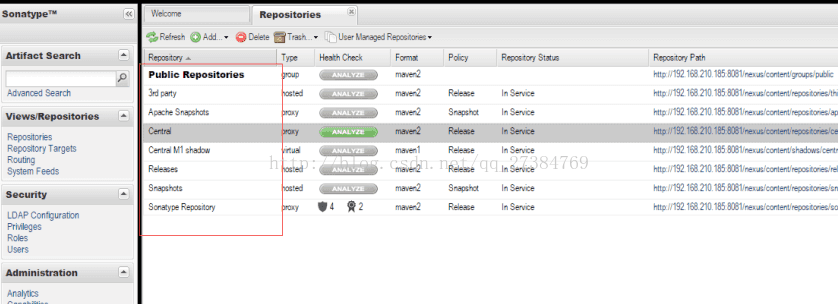 Sonatype™ «
Welcome
Repositories
Refresh Add... Delete Trash... User Managed Repositories
Artifact Search
Advanced Search
Views/Repositories
Repositories
Repository Targets
Routing
System Feeds
Security
LDAP Configuration
Privileges
Roles
Users
Administration
Analytics
Repository Type Health Check Format Policy Repository Status Repository Path
Public Repositories group ANALYZE maven2 http://192.168.210.185:8081/nexus/content/groups/public
3rd party hosted ANALYZE maven2 Release In Service http://192.168.210.185:8081/nexus/content/repositories/thi
Apache Snapshots proxy ANALYZE maven2 Snapshot In Service http://192.168.210.185:8081/nexus/content/repositories/ap
Central proxy ANALYZE maven2 Release In Service http://192.168.210.185:8081/nexus/content/repositories/ce
Central M1 shadow virtual ANALYZE maven1 Release In Service http://192.168.210.185:8081/nexus/content/shadows/centr
Releases hosted ANALYZE maven2 Release In Service http://192.168.210.185:8081/nexus/content/repositories/rel
Snapshots hosted ANALYZE maven2 Snapshot In Service http://192.168.210.185:8081/nexus/content/repositories/sn
Sonatype Repository proxy 4 2 maven2 Release In Service http://192.168.210.185:8081/nexus/content/repositories/so
http://blog.csdn.net/qq_27384769